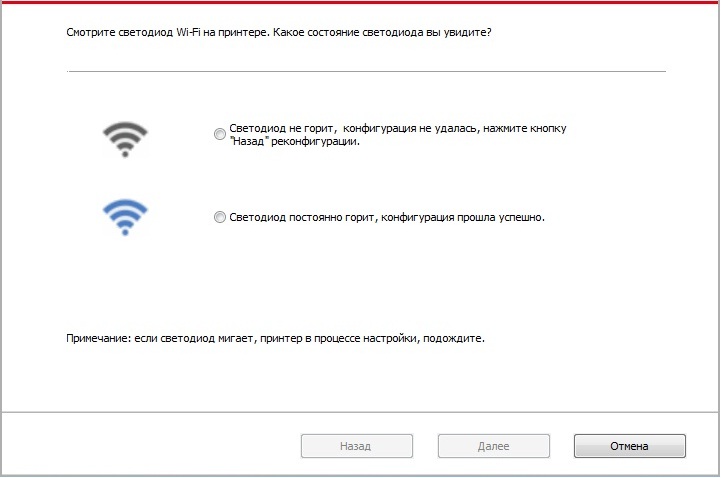 Смотрите светодиод Wi-Fi на принтере. Какое состояние светодиода вы увидите?
Светодиод не горит, конфигурация не удалась, нажмите кнопку
"Назад" реконфигурации.
Светодиод постоянно горит, конфигурация прошла успешно.
Примечание: если светодиод мигает, принтер в процессе настройки, подождите.
Назад
Далее
Отмена